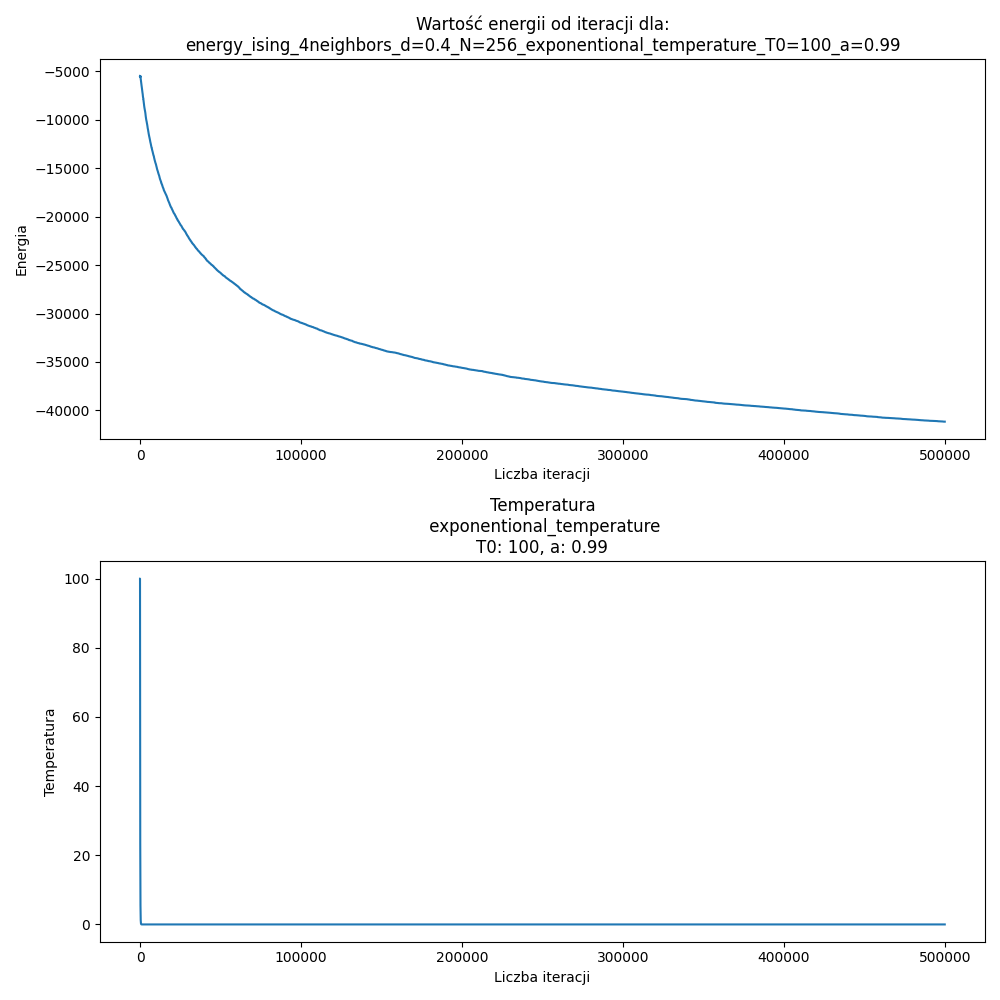 Wartość energii od iteracji dla:
energy_ising_4neighbors_d=0.4_N=256_exponentional_temperature_T0=100_a=0.99
−5000
−10000
−15000
−20000
−25000
−30000
−35000
−40000
Energia
0
100000
200000
300000
400000
500000
Liczba iteracji
Temperatura
exponentional_temperature
T0: 100, a: 0.99
100
80
60
40
20
0
Temperatura
0
100000
200000
300000
400000
500000
Liczba iteracji